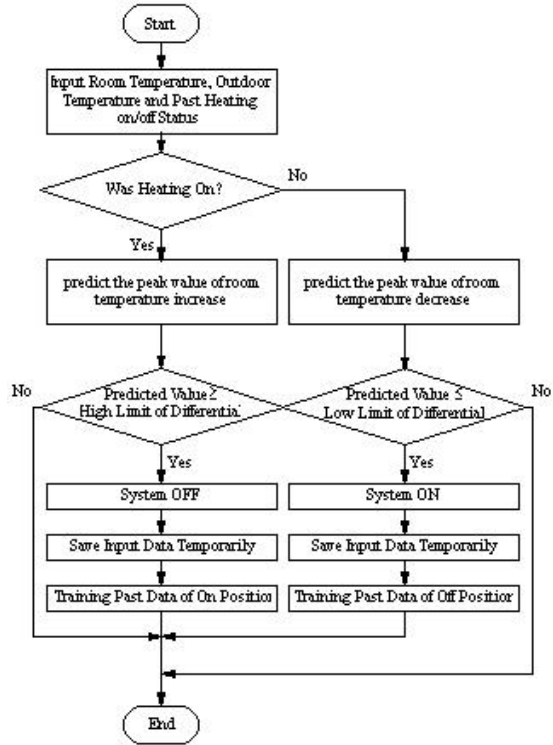 Start
Input Room Temperature, Outdoor
Temperature and Past Heating
on/off Status
Was Heating On?
No
Yes
predict the peak value of room
temperature increase
predict the peak value of room
temperature decrease
No
Predicted Value ≥
High Limit of Differential
Predicted Value ≤
Low Limit of Differential
No
Yes
Yes
System OFF
System ON
Save Input Data Temporarily
Save Input Data Temporarily
Training Past Data of On Position
Training Past Data of Off Position
End